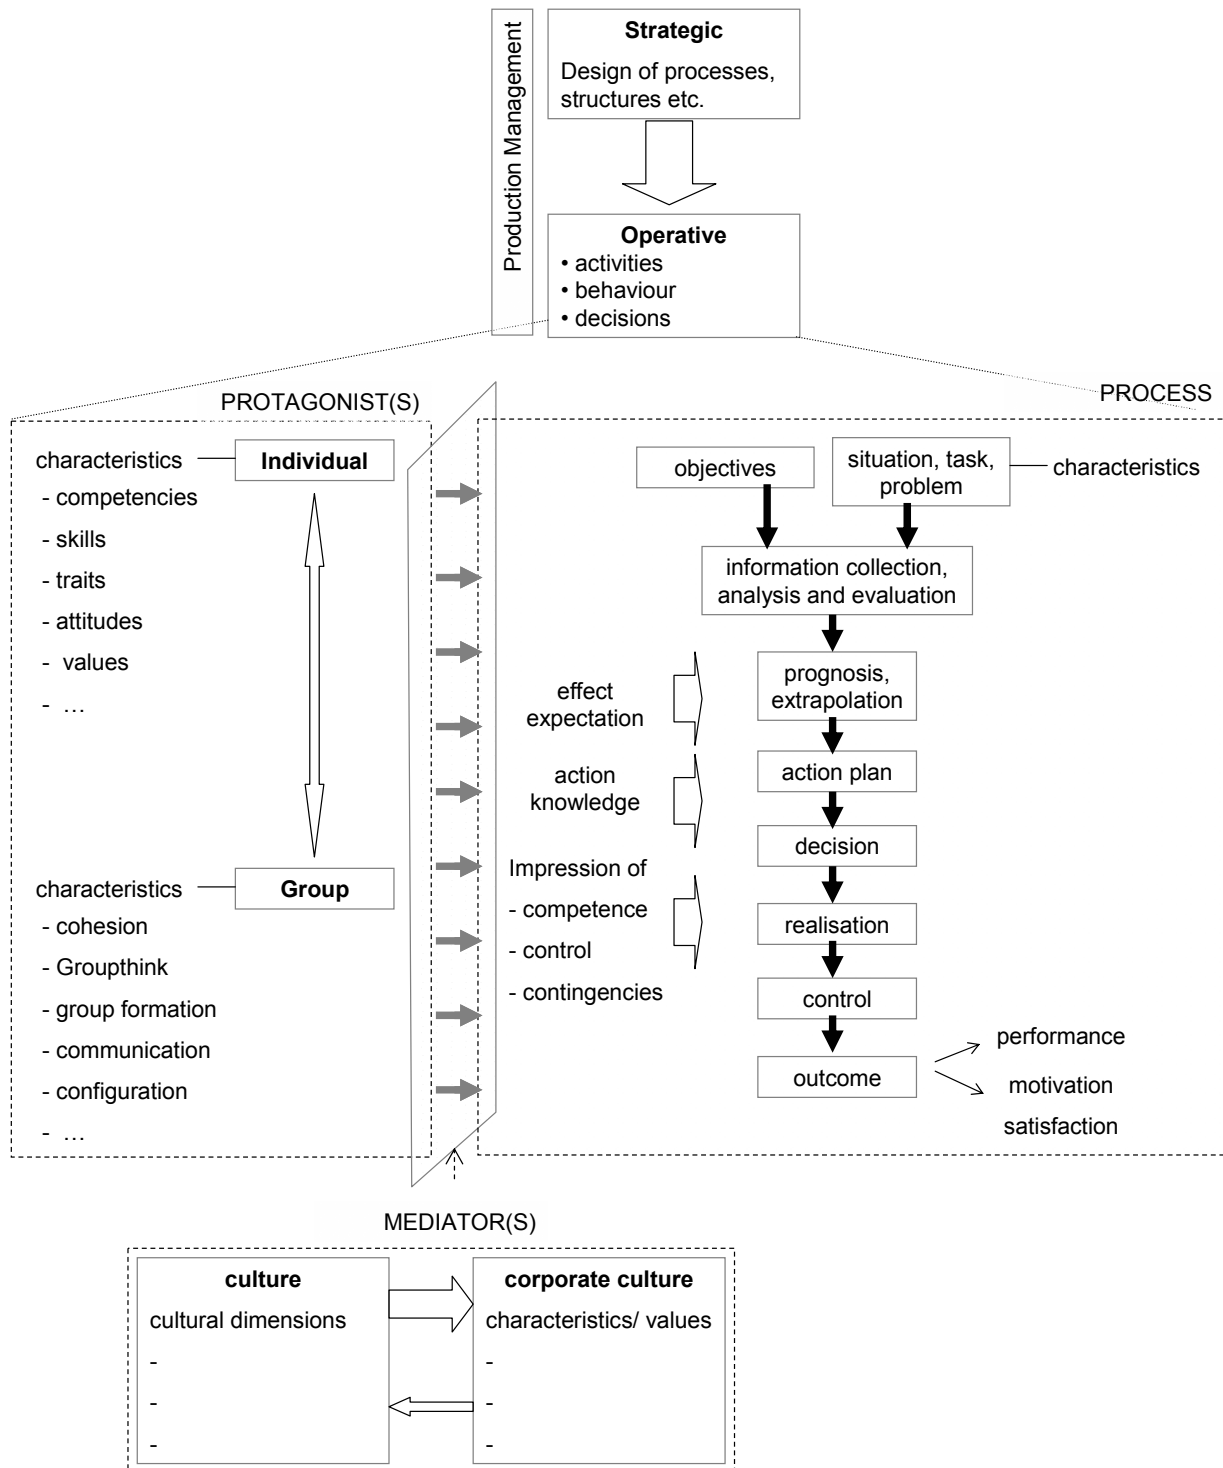 Production Management
Strategic
Design of processes,
structures etc.
Operative
• activities
• behaviour
• decisions
PROTAGONIST(S)
characteristics
Individual
- competencies
- skills
- traits
- attitudes
- values
- …
characteristics
Group
- cohesion
- Groupthink
- group formation
- communication
- configuration
- …
PROCESS
objectives
situation, task,
problem
characteristics
information collection,
analysis and evaluation
effect
expectation
prognosis,
extrapolation
action
knowledge
action plan
decision
Impression of
- competence
- control
- contingencies
realisation
control
outcome
performance
motivation
satisfaction
MEDIATOR(S)
culture
cultural dimensions
-
-
-
corporate culture
characteristics/ values
-
-
-